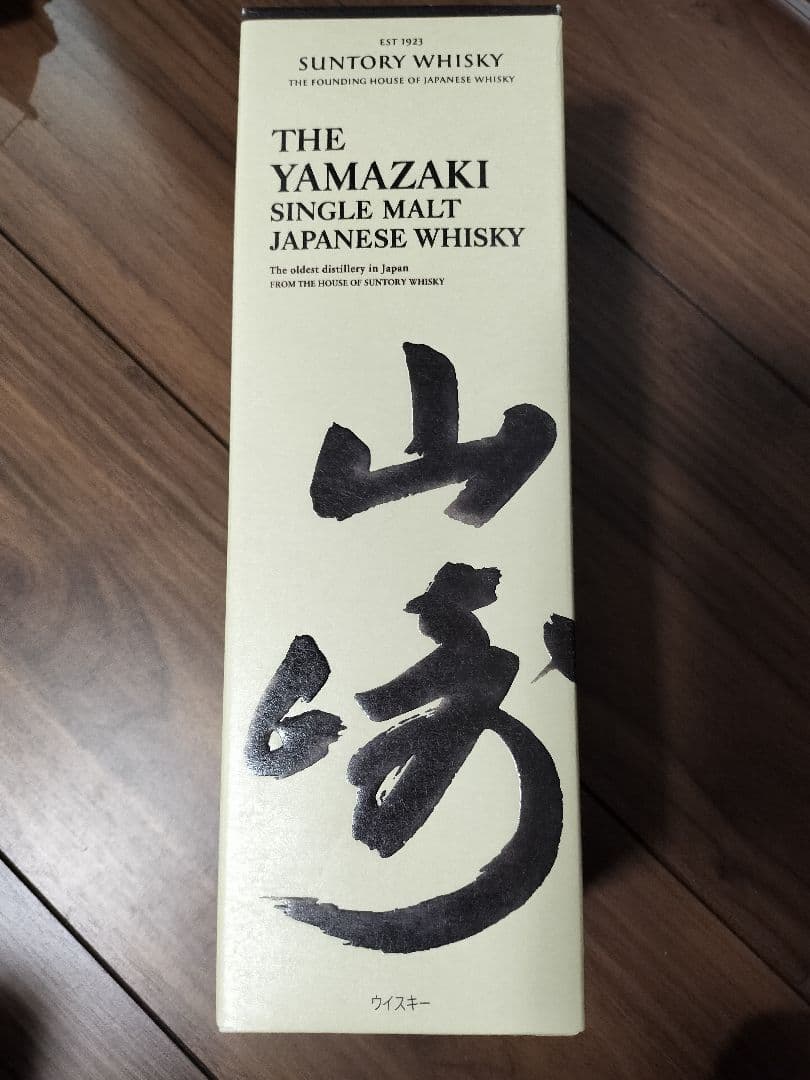 EST 1923
SUNTORY WHISKY
THE FOUNDING HOUSE OF JAPANESE WHISKY
THE
YAMAZAKI
SINGLE MALT
JAPANESE WHISKY
The oldest distillery in Japan
FROM THE HOUSE OF SUNTORY WHISKY
山
崎
ウイスキー